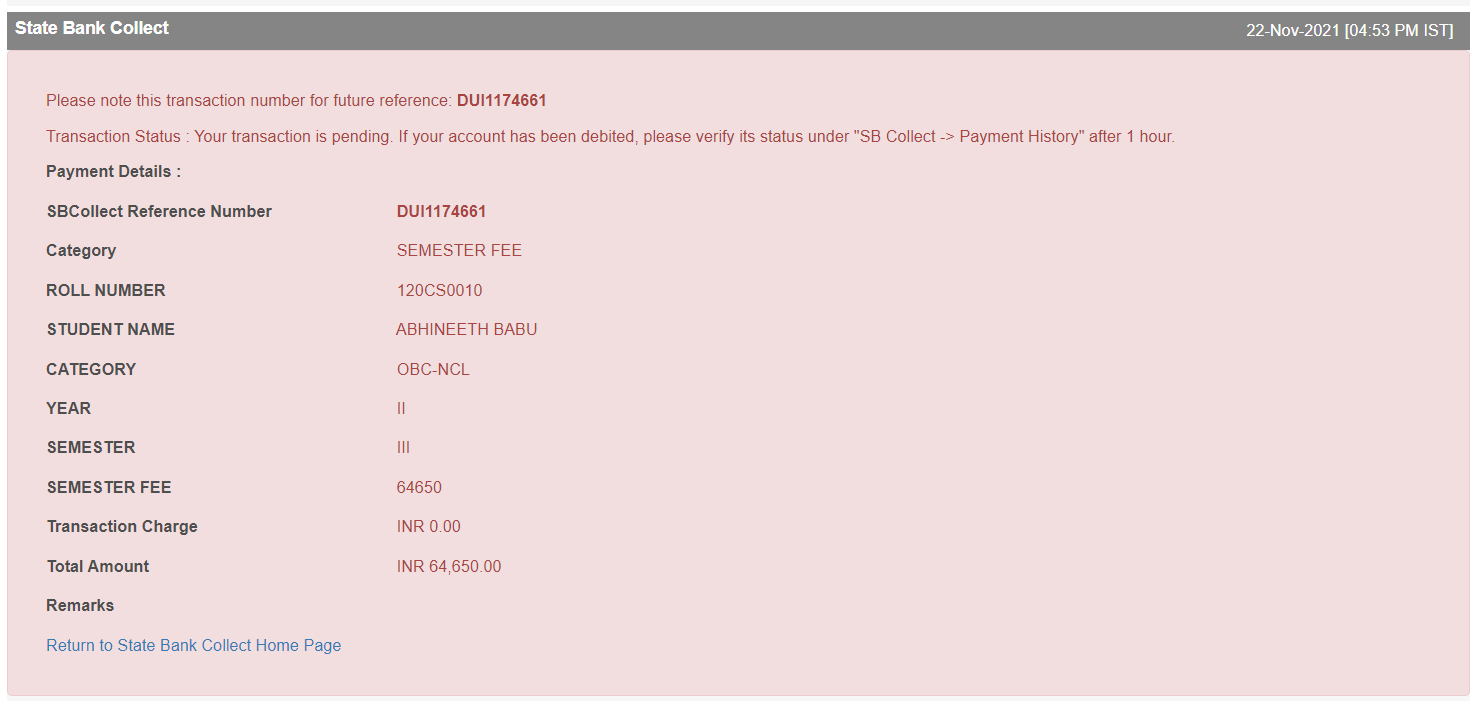 State Bank Collect 22-Nov-2021 [04:53 PM IST]
Please note this transaction number for future reference: DUI1174661
Transaction Status : Your transaction is pending. If your account has been debited, please verify its status under "SB Collect -> Payment History" after 1 hour.
Payment Details :
SBCollect Reference Number DUI1174661
Category SEMESTER FEE
ROLL NUMBER 120CS0010
STUDENT NAME ABHINEETH BABU
CATEGORY OBC-NCL
YEAR II
SEMESTER III
SEMESTER FEE 64650
Transaction Charge INR 0.00
Total Amount INR 64,650.00
Remarks
Return to State Bank Collect Home Page